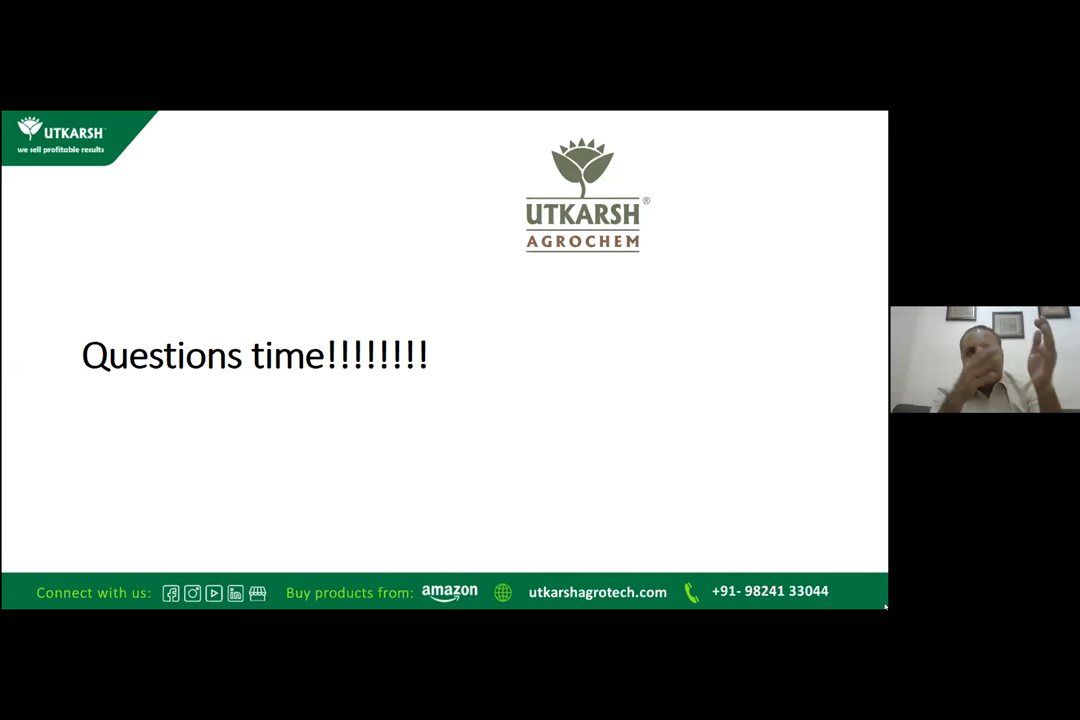 UTKARSH
we sell profitable results
UTKARSH®
AGROCHEM
Questions time!!!!!!!!
Connect with us: Buy products from: amazon utkarshagrotech.com +91- 98241 33044